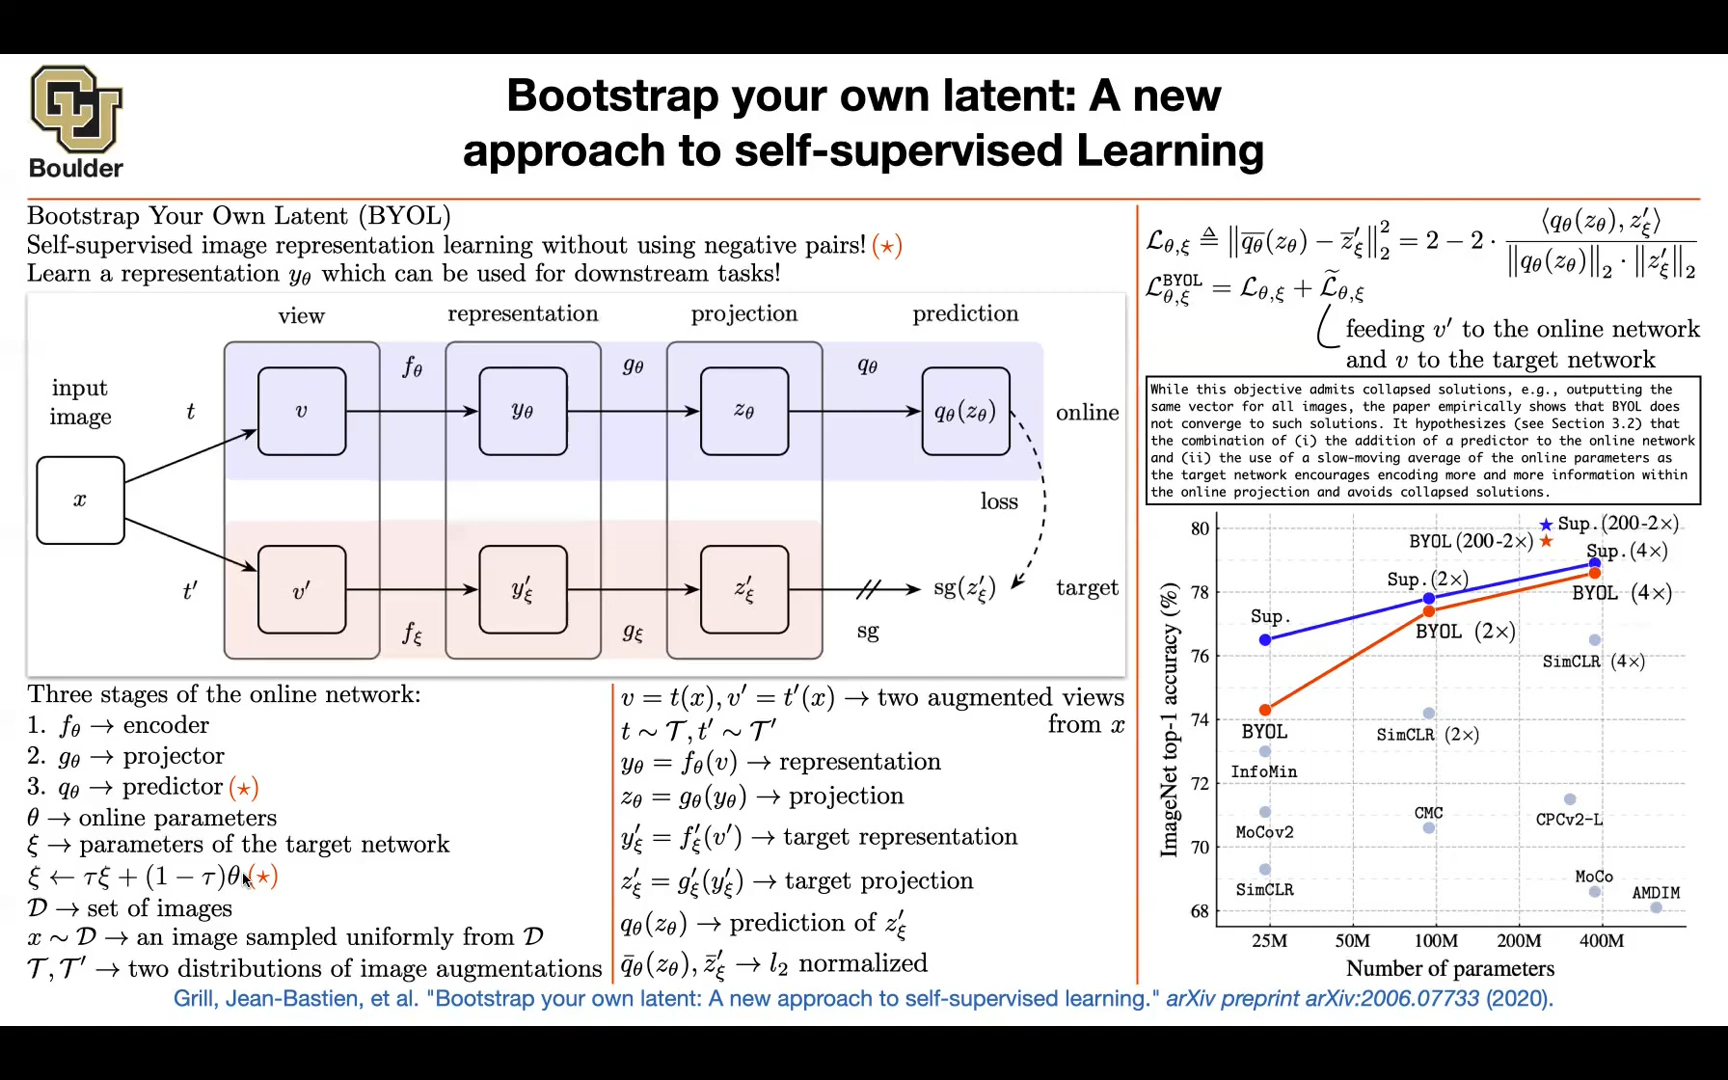 CU
Boulder
Bootstrap your own latent: A new
approach to self-supervised Learning
Bootstrap Your Own Latent (BYOL)
Self-supervised image representation learning without using negative pairs! (⋆)
Learn a representation y_θ which can be used for downstream tasks!
view representation projection prediction
input
image
t f_θ g_θ q_θ
v y_θ z_θ q_θ(z_θ) online
x
loss
t′ v′ y′_ξ z′_ξ sg(z′_ξ) target
f_ξ g_ξ sg
Three stages of the online network:
1. f_θ → encoder
2. g_θ → projector
3. q_θ → predictor (⋆)
θ → online parameters
ξ → parameters of the target network
ξ ← τξ + (1 − τ)θ (⋆)
𝒟 → set of images
x ∼ 𝒟 → an image sampled uniformly from 𝒟
𝒯, 𝒯′ → two distributions of image augmentations
v = t(x), v′ = t′(x) → two augmented views
from x
t ∼ 𝒯, t′ ∼ 𝒯′
y_θ = f_θ(v) → representation
z_θ = g_θ(y_θ) → projection
y′_ξ = f′_ξ(v′) → target representation
z′_ξ = g′_ξ(y′_ξ) → target projection
q_θ(z_θ) → prediction of z′_ξ
q̄_θ(z_θ), z̄′_ξ → l_2 normalized
ℒ_θ,ξ ≜ ‖q̄_θ(z_θ) − z̄′_ξ‖²_2 = 2 − 2 · ⟨q_θ(z_θ), z′_ξ⟩ / ‖q_θ(z_θ)‖_2 · ‖z′_ξ‖_2
ℒ^BYOL_θ,ξ = ℒ_θ,ξ + ℒ̃_θ,ξ
feeding v′ to the online network
and v to the target network
While this objective admits collapsed solutions, e.g., outputting the
same vector for all images, the paper empirically shows that BYOL does
not converge to such solutions. It hypothesizes (see Section 3.2) that
the combination of (i) the addition of a predictor to the online network
and (ii) the use of a slow-moving average of the online parameters as
the target network encourages encoding more and more information within
the online projection and avoids collapsed solutions.
ImageNet top-1 accuracy (%)
80
78
76
74
72
70
68
★ Sup.(200-2×)
BYOL(200-2×) ★
Sup.(4×)
Sup.(2×)
BYOL (4×)
Sup.
BYOL (2×)
SimCLR (4×)
BYOL
SimCLR (2×)
InfoMin
CMC
CPCv2-L
MoCov2
MoCo
SimCLR
AMDIM
25M 50M 100M 200M 400M
Number of parameters
Grill, Jean-Bastien, et al. "Bootstrap your own latent: A new approach to self-supervised learning." arXiv preprint arXiv:2006.07733 (2020).